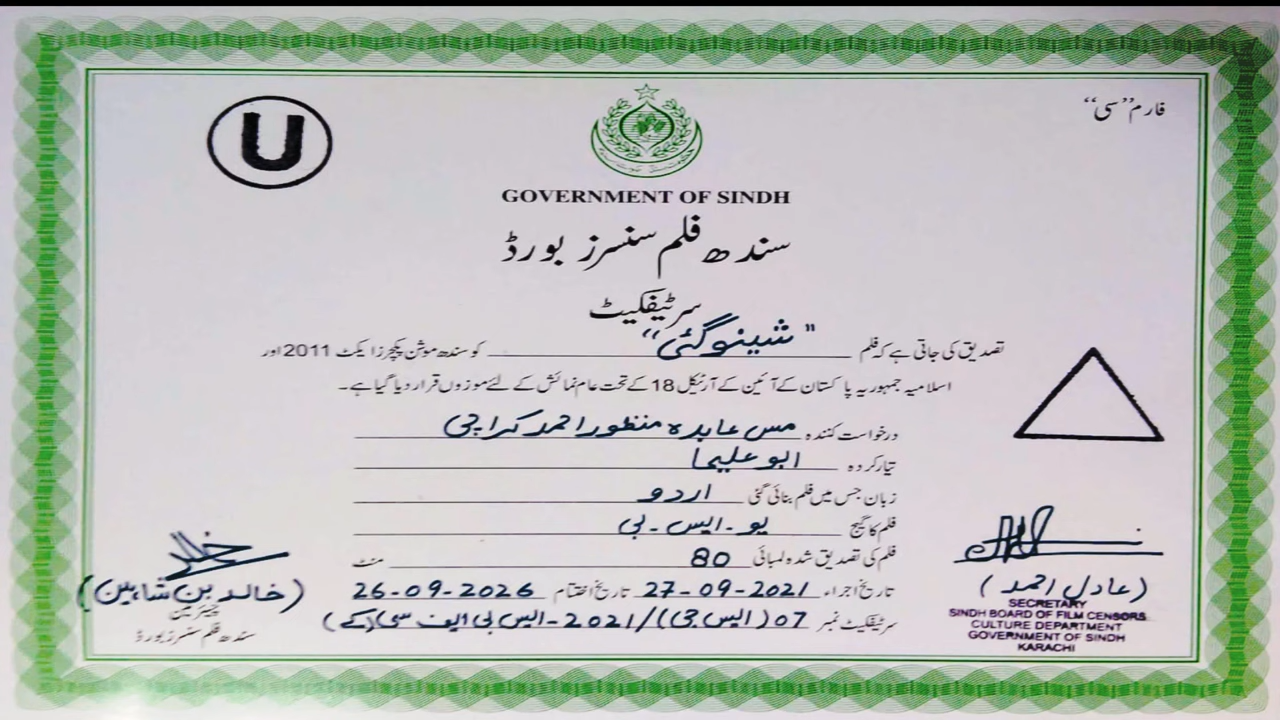 فارم”سی“
U
GOVERNMENT OF SINDH
سندھ فلم سنسرز بورڈ
سرٹیفکیٹ
تصدیق کی جاتی ہے کہ فلم "شینوگئی" کو سندھ موشن پکچرز ایکٹ 2011 اور
اسلامیہ جمہوریہ پاکستان کے آئین کے آرٹیکل 18 کے تحت عام نمائش کے لئے موزوں قرار دیا گیا ہے۔
درخواست کنندہ مس عابدہ منظور احمد کراچی
تیار کردہ ابو علیحا
زبان جس میں فلم بنائی گئی اردو
فلم کا گیج یو۔ ایس۔ بی
فلم کی تصدیق شدہ لمبائی 80 منٹ
تاریخ اجراء 27-09-2021 تاریخ اختتام 26-09-2026
سرٹیفکیٹ نمبر 07 (ایس جی)/2021-ایس بی ایف سی (کے)
(خالد بن شاہین)
چیئرمین
سندھ فلم سنسرز بورڈ
(عادل احمد)
SECRETARY
SINDH BOARD OF FILM CENSORS
CULTURE DEPARTMENT
GOVERNMENT OF SINDH
KARACHI